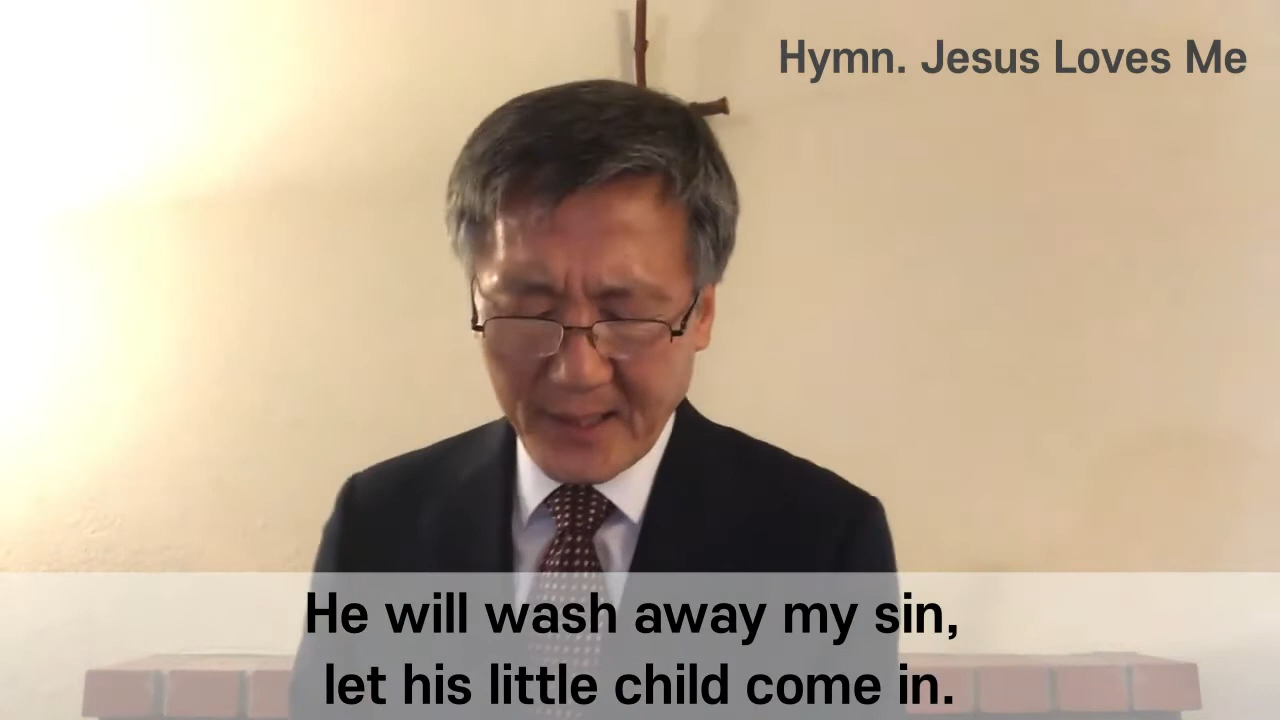 Hymn. Jesus Loves Me
He will wash away my sin,
let his little child come in.